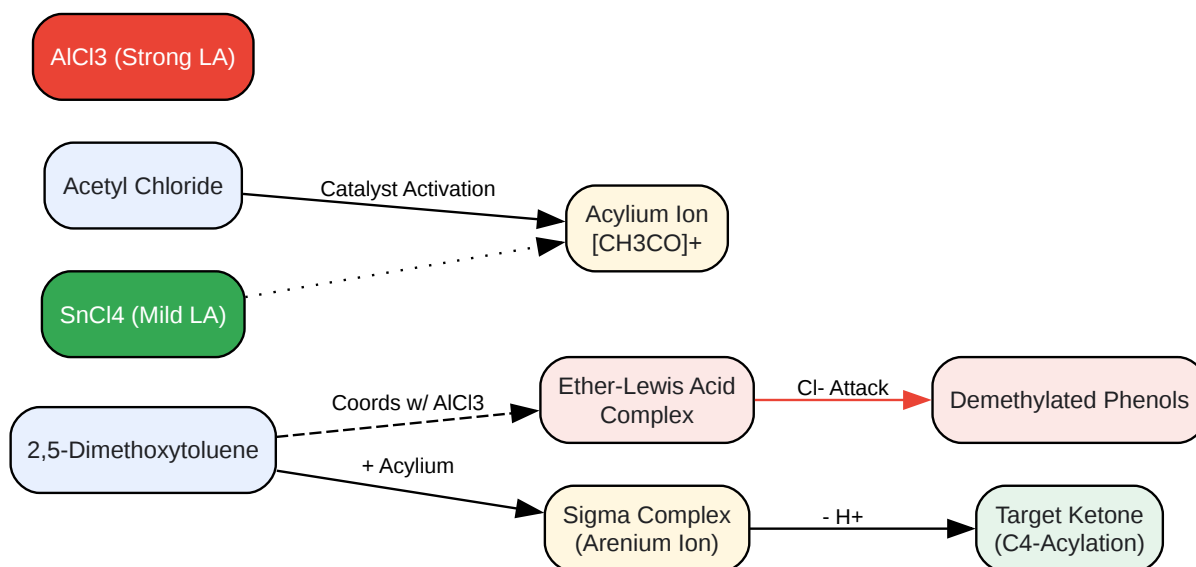 AlCl3 (Strong LA)
Acetyl Chloride
Catalyst Activation
Acylium Ion
[CH3CO]+
SnCl4 (Mild LA)
2,5-Dimethoxytoluene
Coords w/ AlCl3
Ether-Lewis Acid
Complex
Cl- Attack
Demethylated Phenols
+ Acylium
Sigma Complex
(Arenium Ion)
- H+
Target Ketone
(C4-Acylation)